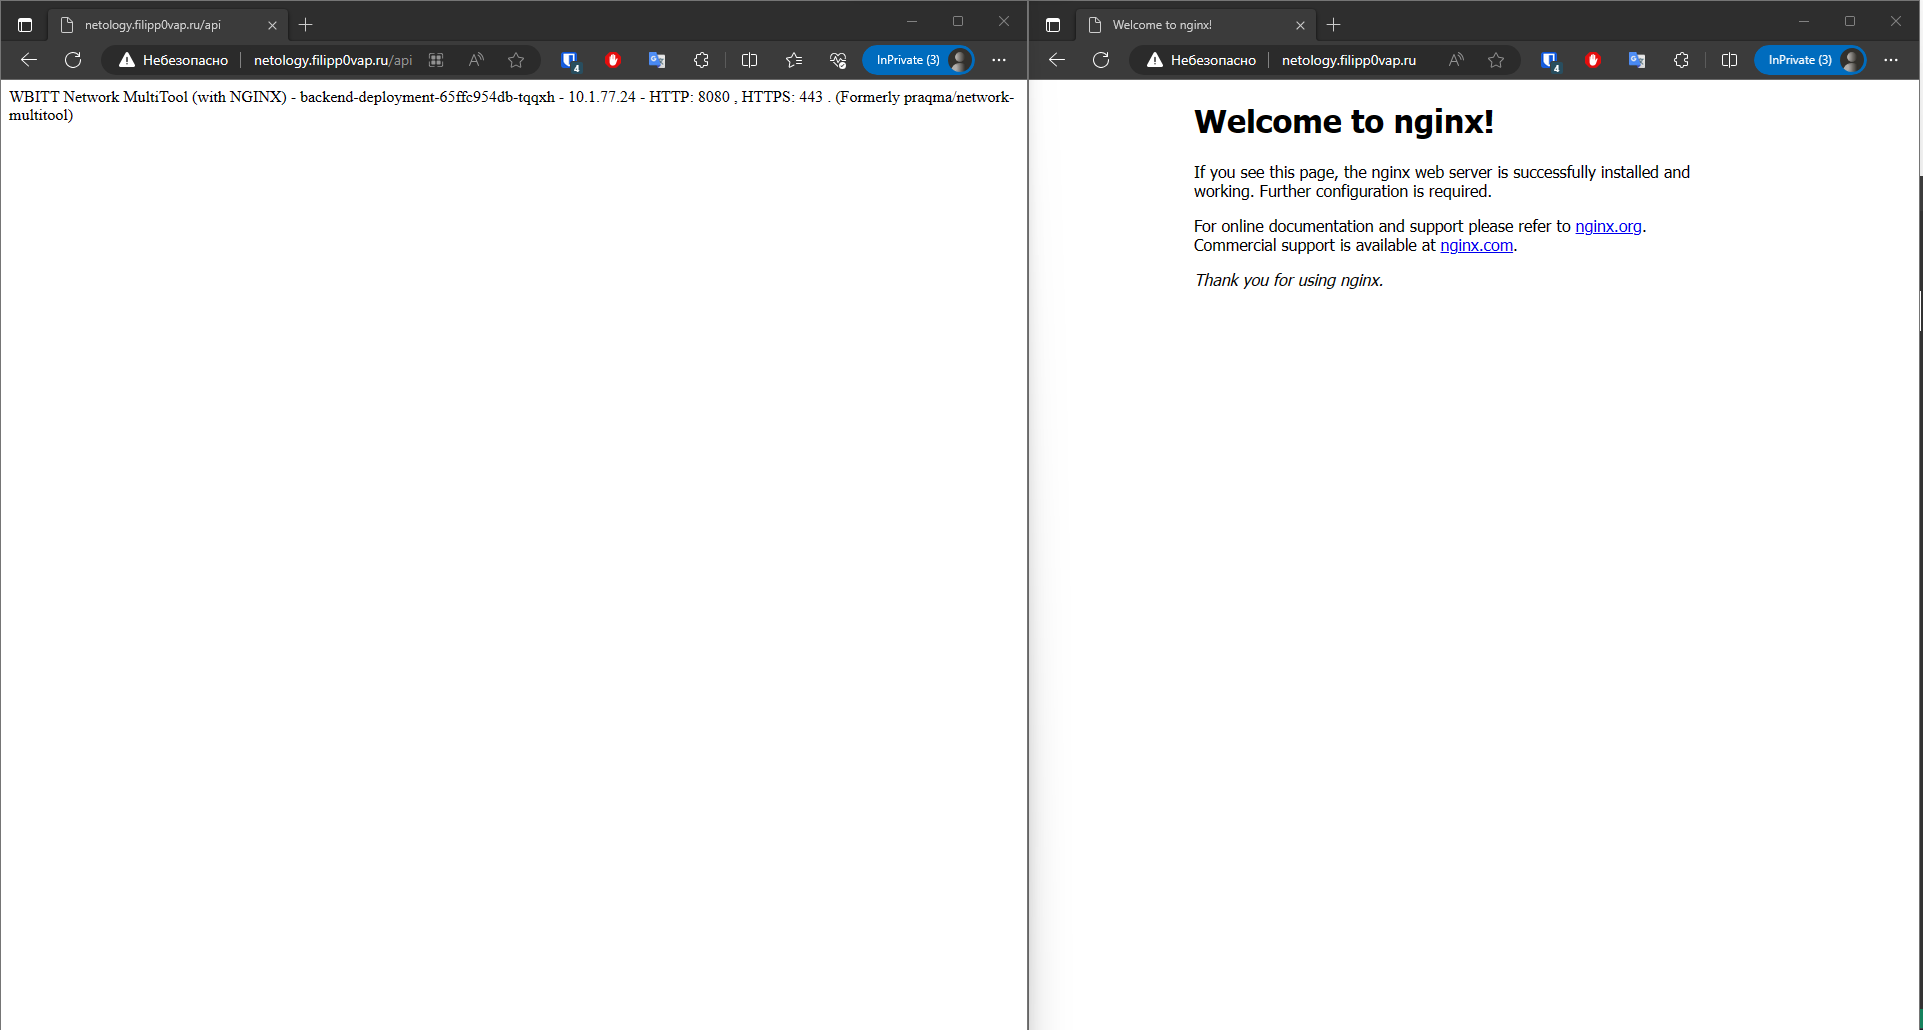 netology.filipp0vap.ru/api
Небезопасно
netology.filipp0vap.ru/api
4
InPrivate (3)
WBITT Network MultiTool (with NGINX) - backend-deployment-65ffc954db-tqqxh - 10.1.77.24 - HTTP: 8080 , HTTPS: 443 . (Formerly praqma/network-
multitool)
Welcome to nginx!
Небезопасно
netology.filipp0vap.ru
4
InPrivate (3)
Welcome to nginx!
If you see this page, the nginx web server is successfully installed and
working. Further configuration is required.
For online documentation and support please refer to nginx.org.
Commercial support is available at nginx.com.
Thank you for using nginx.